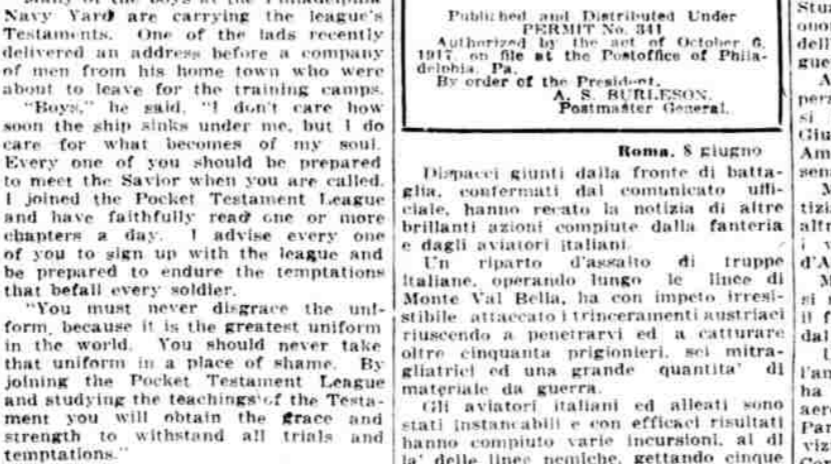 Many of the boys at the Philadelphia
Navy Yard are carrying the league's
Testaments. One of the lads recently
delivered an address before a company
of men from his home town who were
about to leave for the training camps.
"Boys," he said, "I don't care how
soon the ship sinks under me, but I do
care for what becomes of my soul.
Every one of you should be prepared
to meet the Savior when you are called.
I joined the Pocket Testament League
and have faithfully read one or more
chapters a day. I advise every one
of you to sign up with the league and
be prepared to endure the temptations
that befall every soldier.
"You must never disgrace the uni-
form, because it is the greatest uniform
in the world. You should never take
that uniform in a place of shame. By
joining the Pocket Testament League
and studying the teachings of the Testa-
ment you will obtain the grace and
strength to withstand all trials and
temptations."
Published and Distributed Under
PERMIT No. 341
Authorized by the act of October 6,
1917, on file at the Postoffice of Phila-
delphia, Pa.
By order of the President.
A. S. BURLESON,
Postmaster General.
Roma, 8 giugno
Dispacci giunti dalla fronte di batta-
glia, confermati dal comunicato uffi-
ciale, hanno recato la notizia di altre
brillanti azioni compiute dalla fanteria
e dagli aviatori italiani.
Un riparto d'assalto di truppe
italiane, operando lungo le linee di
Monte Val Bella, ha con impeto irresi-
stibile attaccato i trinceramenti austriaci
riuscendo a penetrarvi ed a catturare
oltre cinquanta prigionieri, sei mitra-
gliatrici ed una grande quantita' di
materiale da guerra.
Gli aviatori italiani ed alleati sono
stati instancabili e con efficaci risultati
hanno compiuto varie incursioni, al di
la' delle linee nemiche, gettando cinque